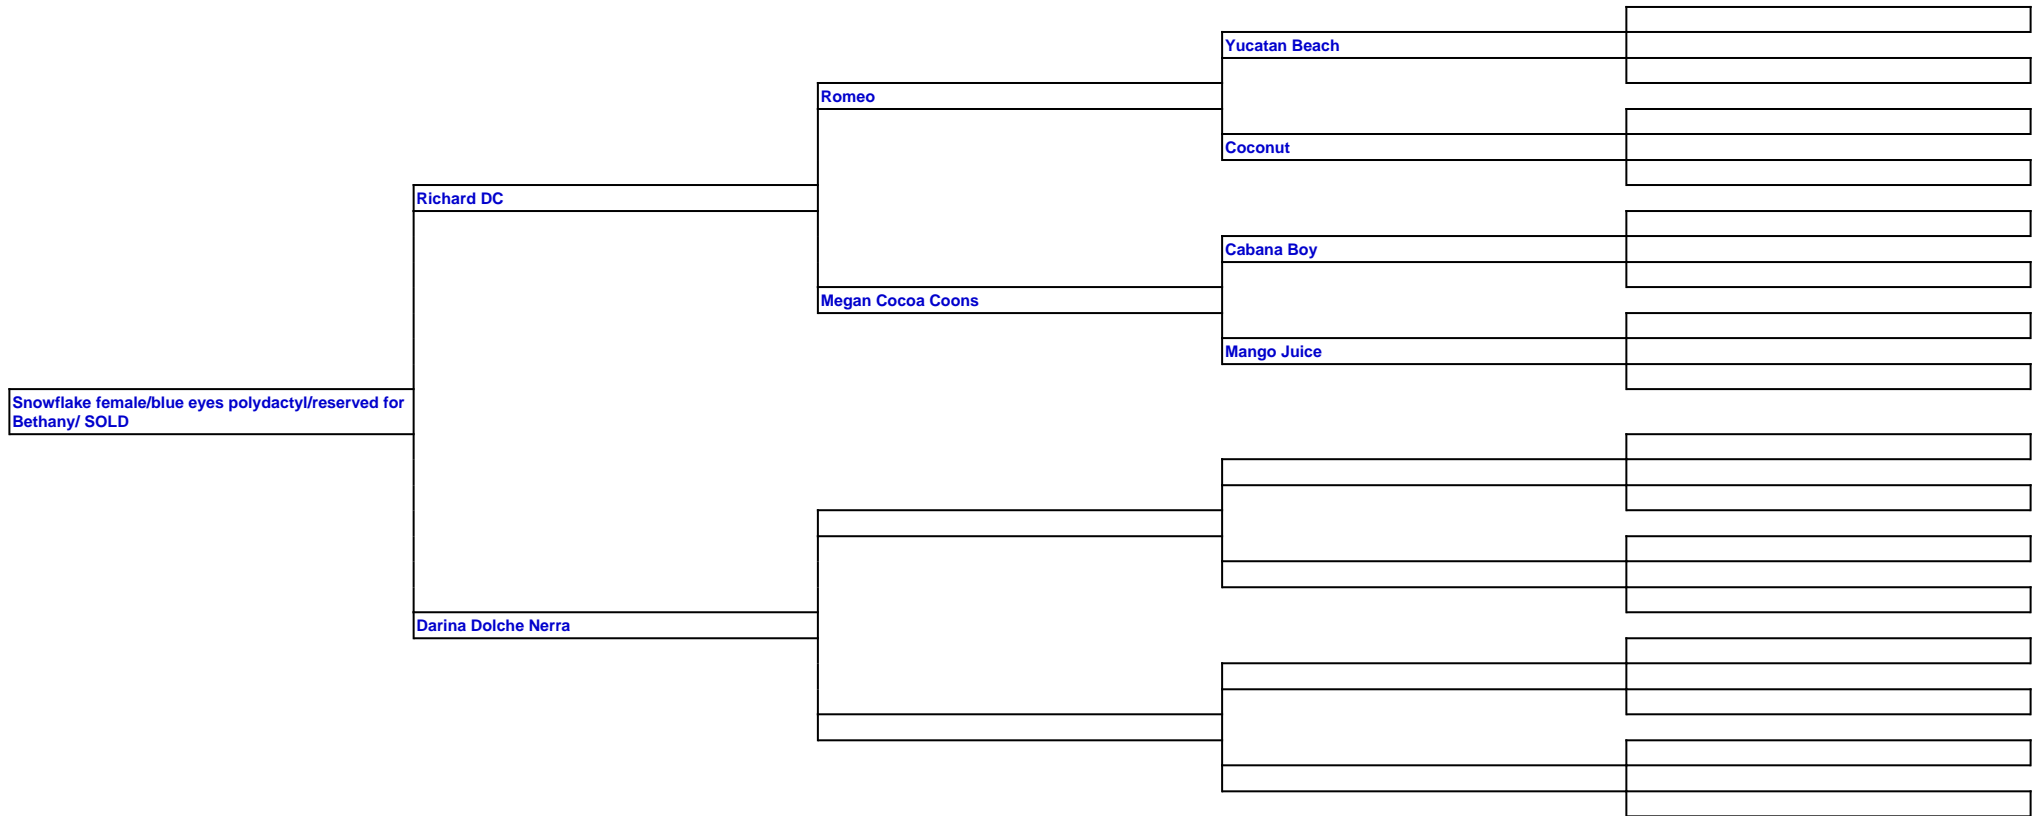 Yucatan Beach
Romeo
Coconut
Richard DC
Cabana Boy
Megan Cocoa Coons
Mango Juice
Snowflake female/blue eyes polydactyl/reserved for
Bethany/ SOLD
Darina Dolche Nerra